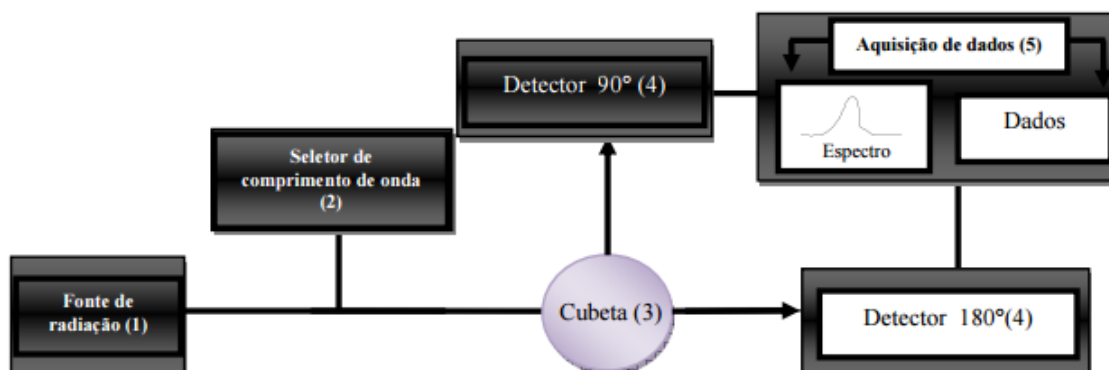 Aquisição de dados (5)
Detector 90° (4)
Espectro
Dados
Seletor de
comprimento de onda
(2)
Fonte de
radiação (1)
Cubeta (3)
Detector 180°(4)